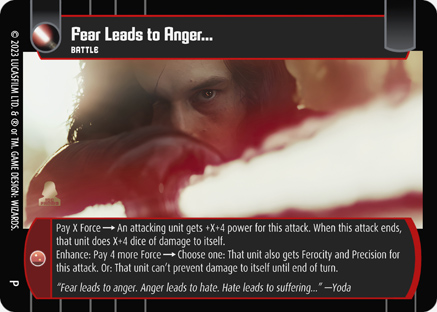 Fear Leads to Anger...
BATTLE
© 2023 LUCASFILM LTD. & ® or TM. GAME DESIGN: WIZARDS.
Pay X Force → An attacking unit gets +X+4 power for this attack. When this attack ends,
that unit does X+4 dice of damage to itself.
Enhance: Pay 4 more Force → Choose one: That unit also gets Ferocity and Precision for
this attack. Or: That unit can't prevent damage to itself until end of turn.
P
"Fear leads to anger. Anger leads to hate. Hate leads to suffering..." —Yoda